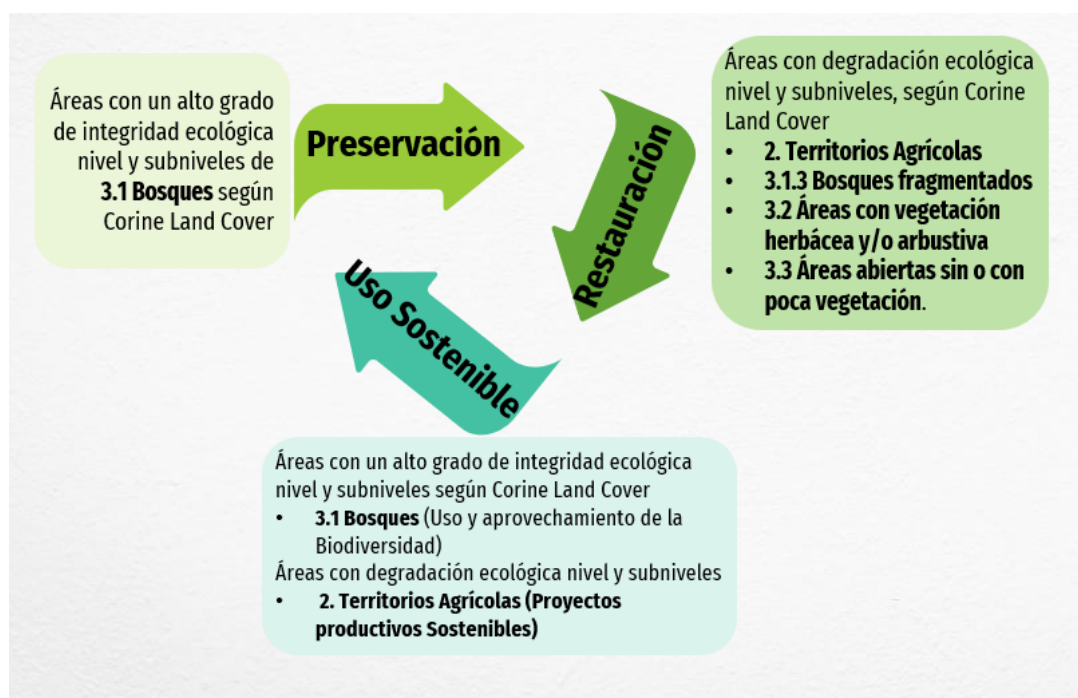 Áreas con un alto grado
de integridad ecológica
nivel y subniveles de
3.1 Bosques según
Corine Land Cover
Preservación
Restauración
Áreas con degradación ecológica
nivel y subniveles, según Corine
Land Cover
• 2. Territorios Agrícolas
• 3.1.3 Bosques fragmentados
• 3.2 Áreas con vegetación
herbácea y/o arbustiva
• 3.3 Áreas abiertas sin o con
poca vegetación.
Uso Sostenible
Áreas con un alto grado de integridad ecológica
nivel y subniveles según Corine Land Cover
• 3.1 Bosques (Uso y aprovechamiento de la
Biodiversidad)
Áreas con degradación ecológica nivel y subniveles
• 2. Territorios Agrícolas (Proyectos
productivos Sostenibles)